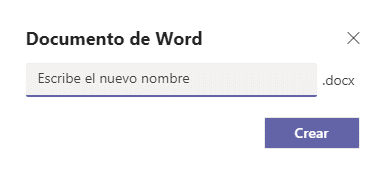 Documento de Word
Escribe el nuevo nombre
.docx
Crear